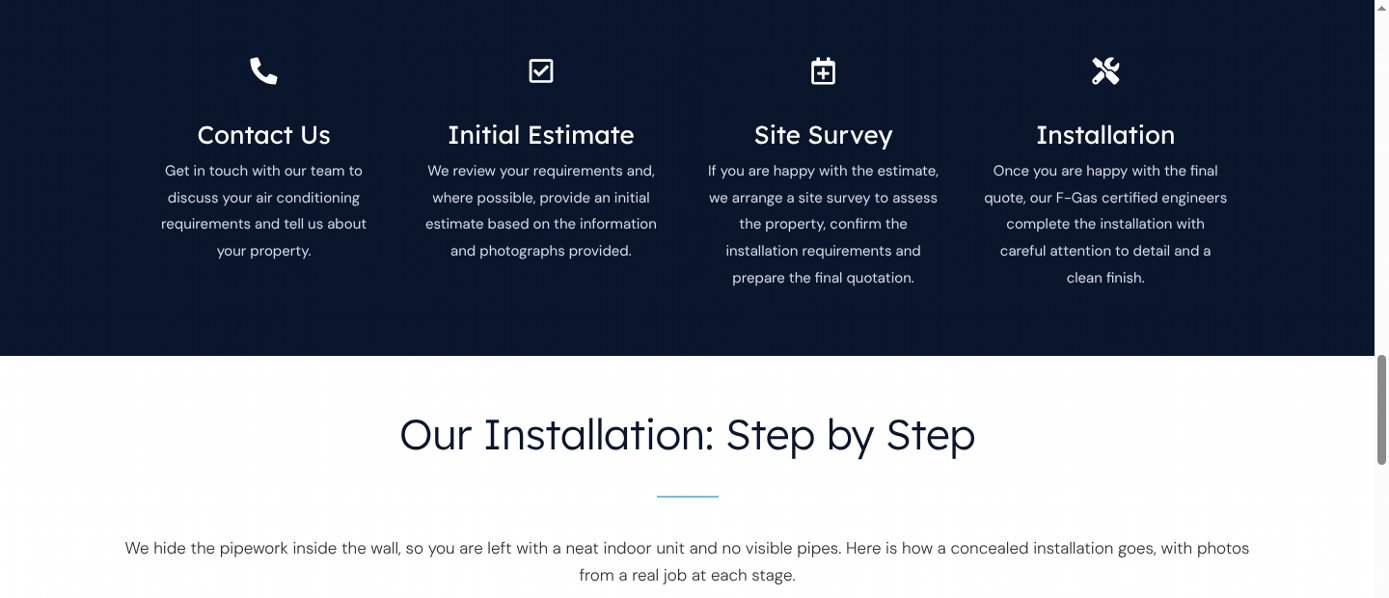 Contact Us
Get in touch with our team to
discuss your air conditioning
requirements and tell us about
your property.
Initial Estimate
We review your requirements and,
where possible, provide an initial
estimate based on the information
and photographs provided.
Site Survey
If you are happy with the estimate,
we arrange a site survey to assess
the property, confirm the
installation requirements and
prepare the final quotation.
Installation
Once you are happy with the final
quote, our F-Gas certified engineers
complete the installation with
careful attention to detail and a
clean finish.
Our Installation: Step by Step
We hide the pipework inside the wall, so you are left with a neat indoor unit and no visible pipes. Here is how a concealed installation goes, with photos
from a real job at each stage.